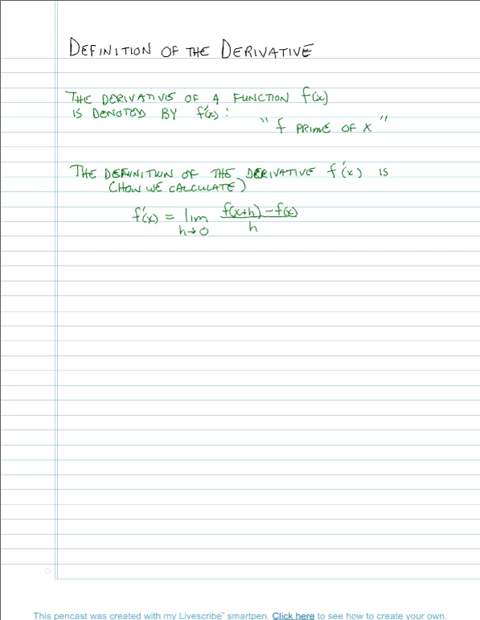 DEFINITION OF THE DERIVATIVE
THE DERIVATIVE OF A FUNCTION f(x)
IS DENOTED BY f'(x):
"f PRIME OF x"
THE DEFINITION OF THE DERIVATIVE f'(x) IS
(HOW WE CALCULATE)
f'(x) = lim f(x+h) - f(x)
h→0 h
This pencast was created with my Livescribe™ smartpen. Click here to see how to create your own.